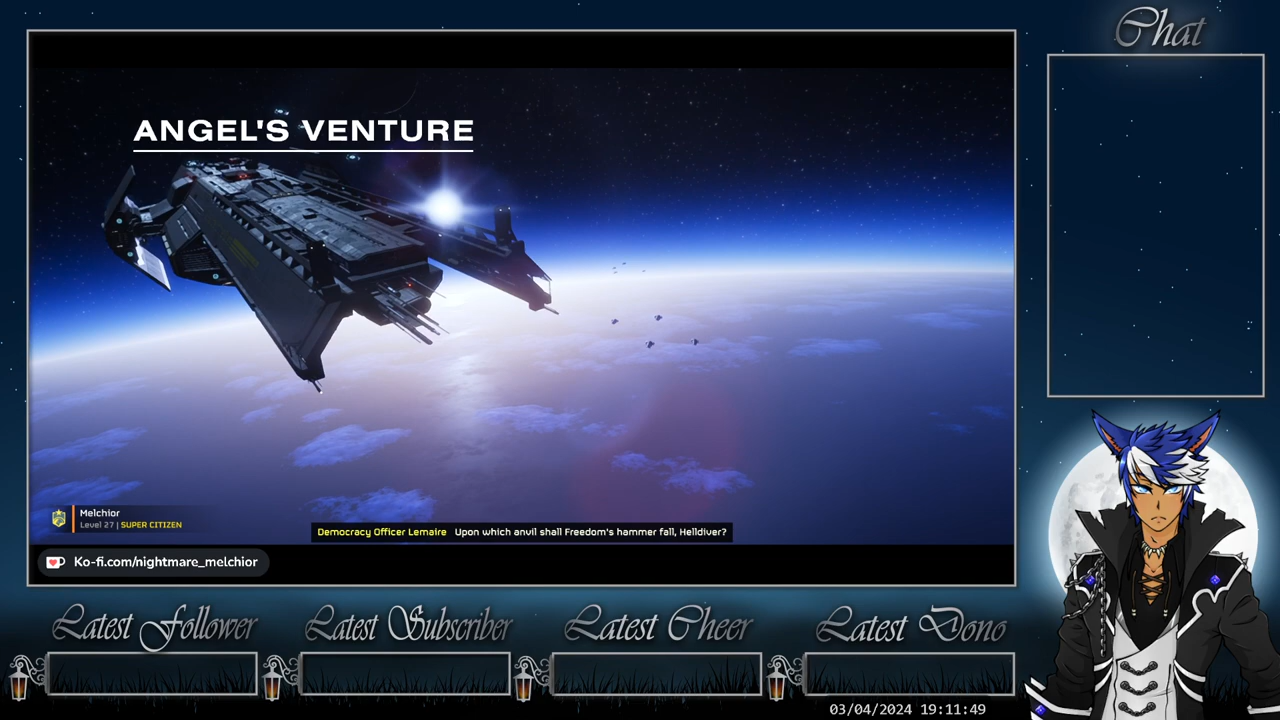 Chat
ANGEL'S VENTURE
Melchior
Level 27 | SUPER CITIZEN
Democracy Officer Lemaire Upon which anvil shall Freedom's hammer fall, Helldiver?
Ko-fi.com/nightmare_melchior
Latest Follower
Latest Subscriber
Latest Cheer
Latest Dono
03/04/2024 19:11:49